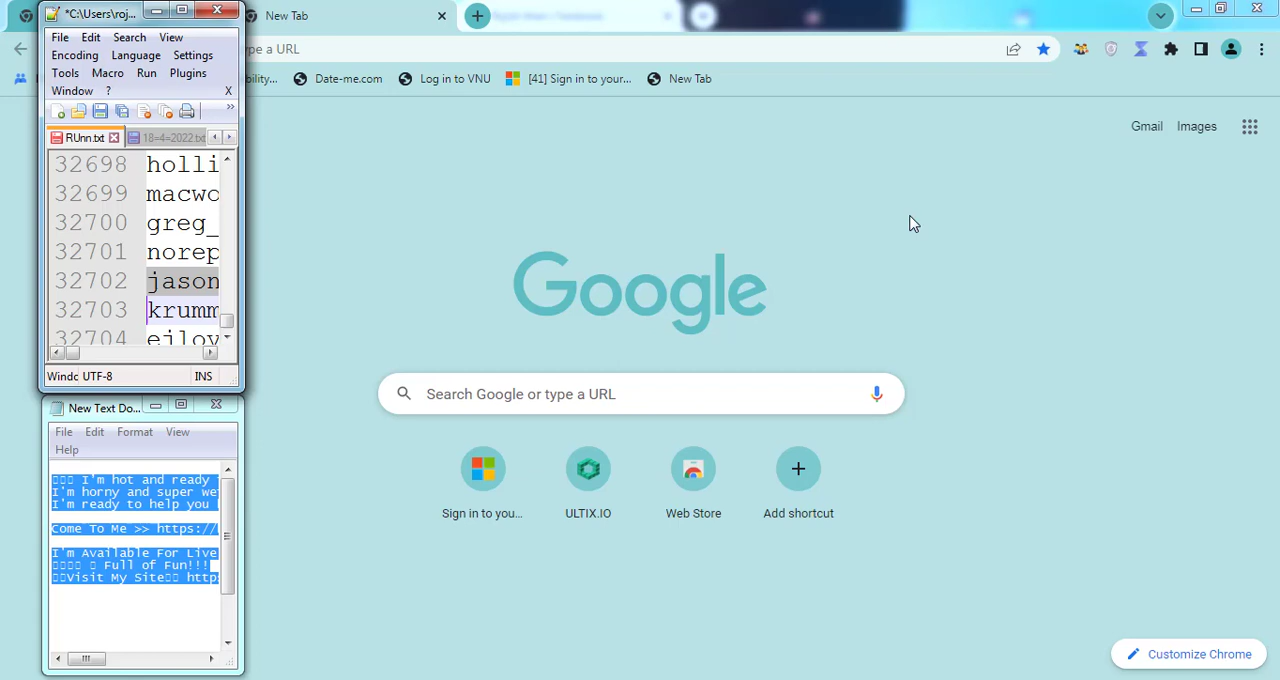 *C:\Users\roj...
File Edit Search View
Encoding Language Settings
Tools Macro Run Plugins
Window ? X
RUnn.txt 18=4=2022.txt
32698 holli
32699 macwo
32700 greg_
32701 norep
32702 jason
32703 krumm
32704 eilov
Windc UTF-8 INS
New Text Do...
File Edit Format View
Help
I'm hot and ready
I'm horny and super we
I'm ready to help you
Come To Me >> https:/
I'm Available For Live
Full of Fun!!!
Visit My Site http
New Tab
ype a URL
bility...
Date-me.com
Log in to VNU
[41] Sign in to your...
New Tab
Gmail Images
Google
Search Google or type a URL
Sign in to you...
ULTIX.IO
Web Store
Add shortcut
Customize Chrome